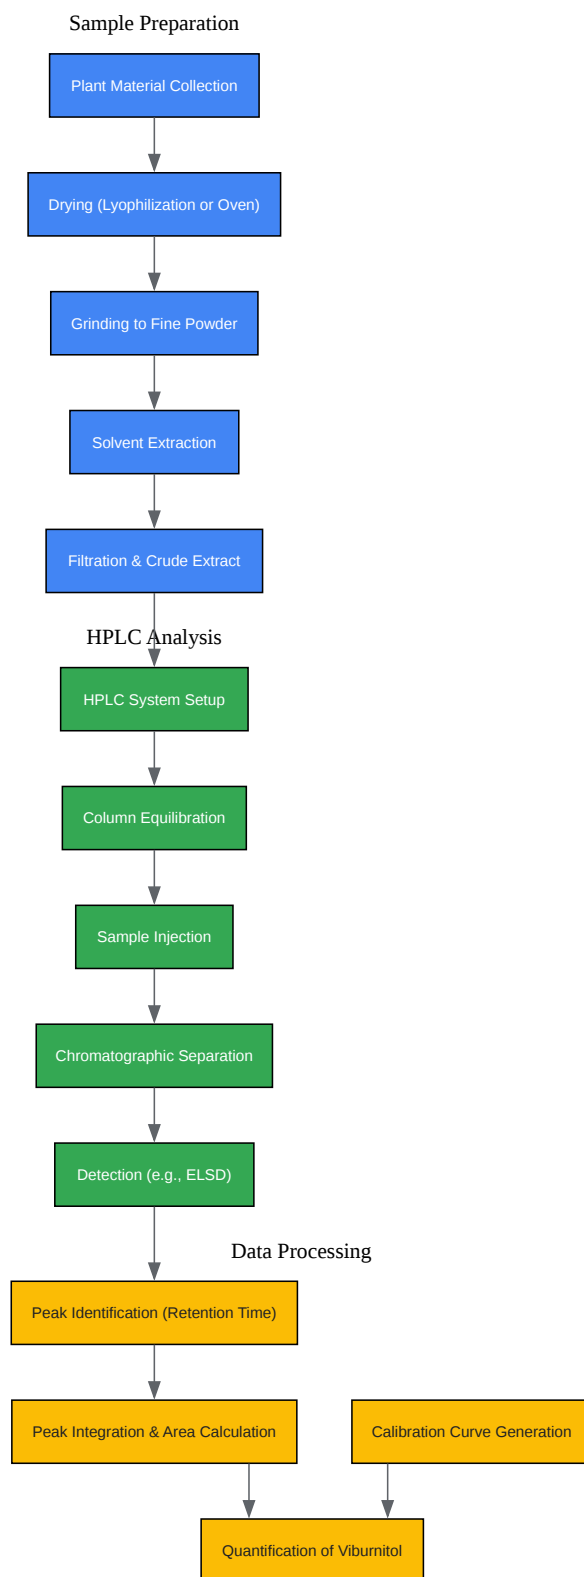 Sample Preparation
Plant Material Collection
Drying (Lyophilization or Oven)
Grinding to Fine Powder
Solvent Extraction
Filtration & Crude Extract
HPLC Analysis
HPLC System Setup
Column Equilibration
Sample Injection
Chromatographic Separation
Detection (e.g., ELSD)
Data Processing
Peak Identification (Retention Time)
Peak Integration & Area Calculation
Calibration Curve Generation
Quantification of Viburnitol